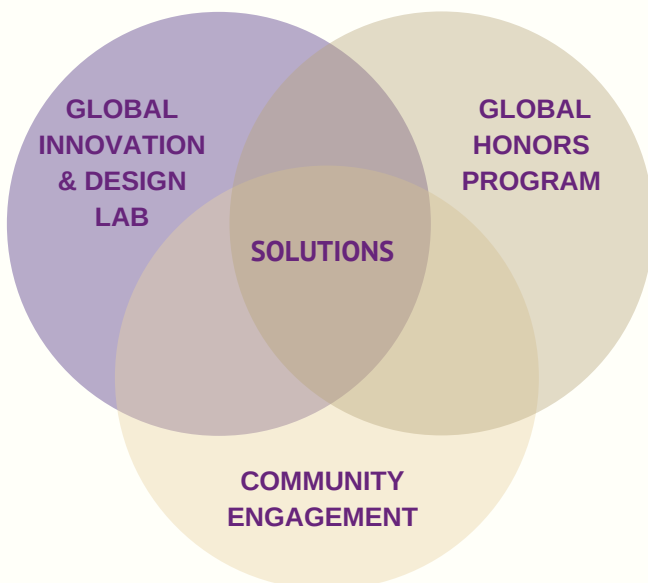 GLOBAL
INNOVATION
& DESIGN
LAB
GLOBAL
HONORS
PROGRAM
SOLUTIONS
COMMUNITY
ENGAGEMENT